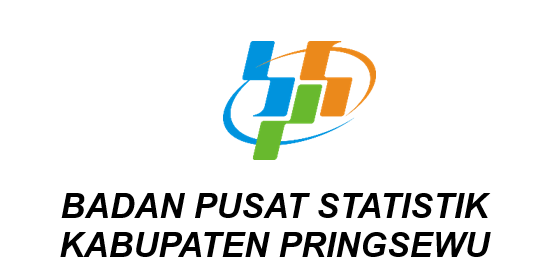 BADAN PUSAT STATISTIK
KABUPATEN PRINGSEWU